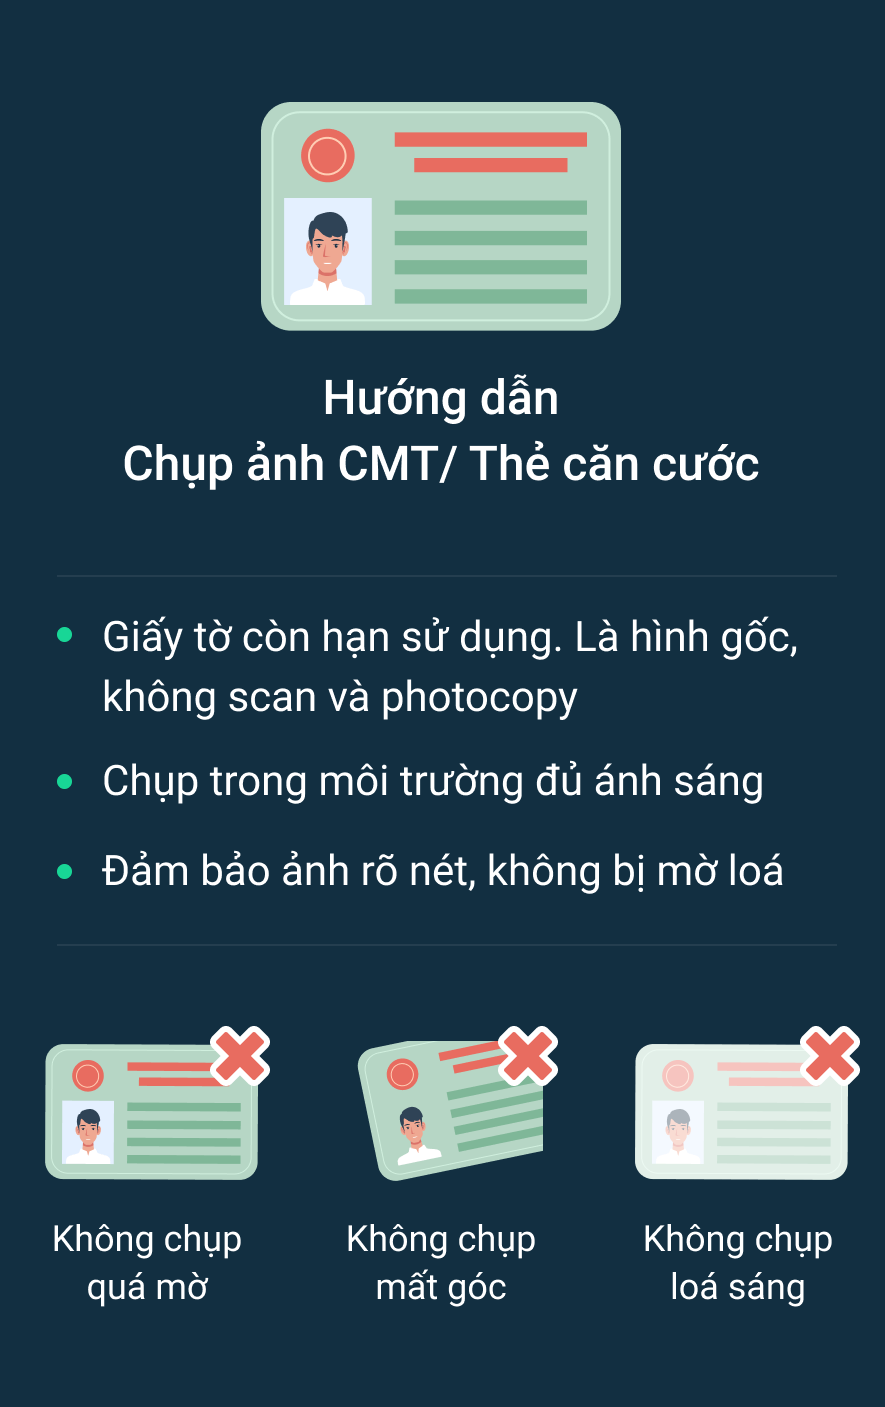 Hướng dẫn
Chụp ảnh CMT/ Thẻ căn cước
Giấy tờ còn hạn sử dụng. Là hình gốc,
không scan và photocopy
Chụp trong môi trường đủ ánh sáng
Đảm bảo ảnh rõ nét, không bị mờ loá
Không chụp
quá mờ
Không chụp
mất góc
Không chụp
loá sáng